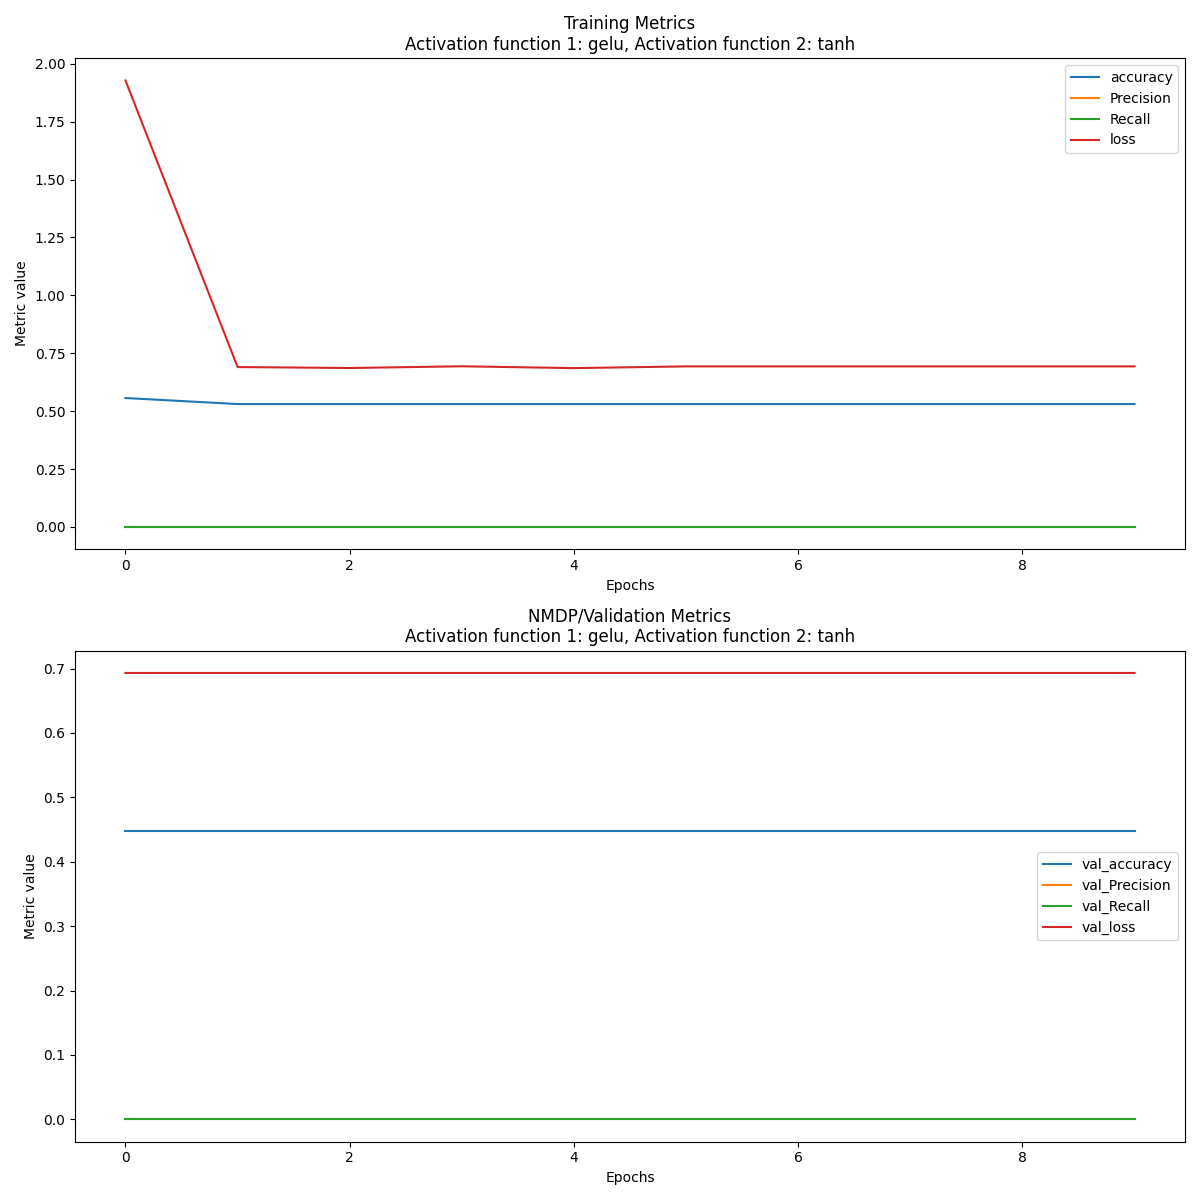 Training Metrics
Activation function 1: gelu, Activation function 2: tanh
2.00
1.75
1.50
1.25
1.00
0.75
0.50
0.25
0.00
Metric value
accuracy
Precision
Recall
loss
0 2 4 6 8
Epochs
NMDP/Validation Metrics
Activation function 1: gelu, Activation function 2: tanh
0.7
0.6
0.5
0.4
0.3
0.2
0.1
0.0
Metric value
val_accuracy
val_Precision
val_Recall
val_loss
0 2 4 6 8
Epochs